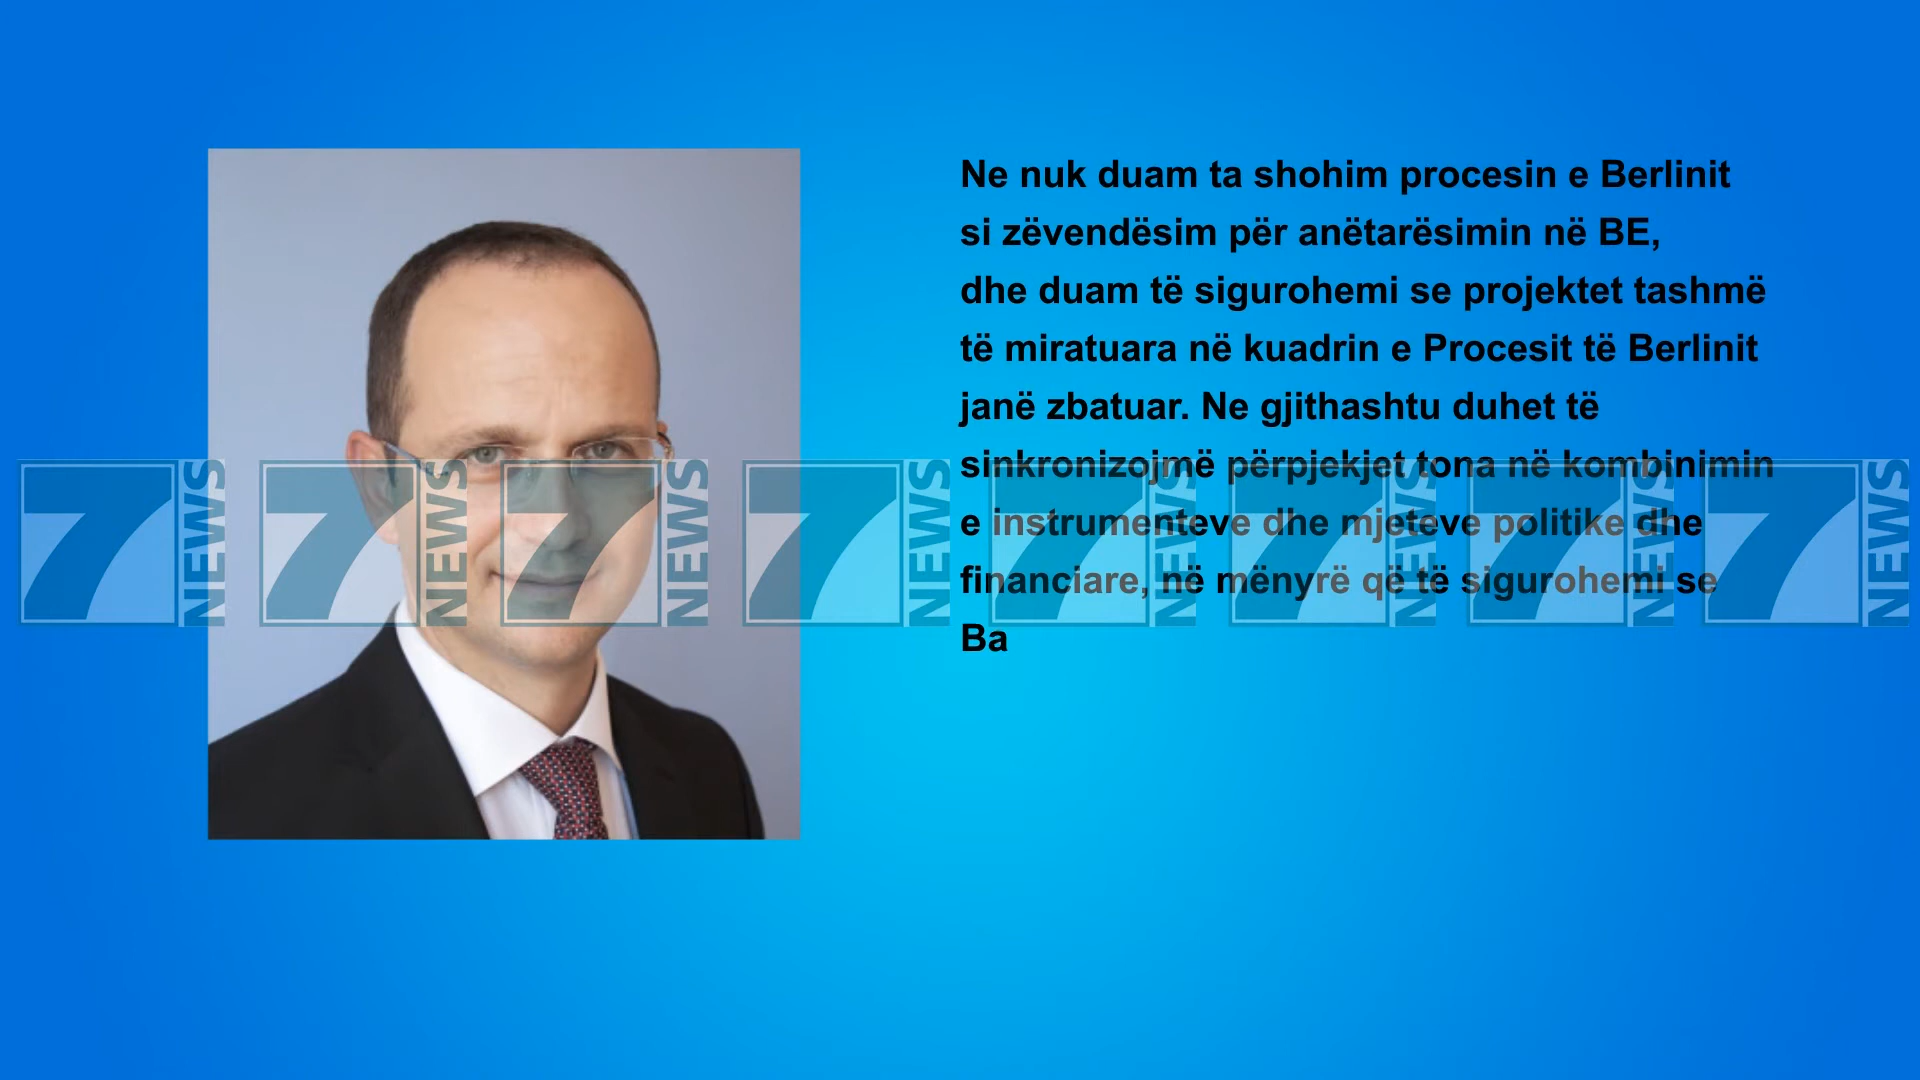 Ne nuk duam ta shohim procesin e Berlinit
si zëvendësim për anëtarësimin në BE,
dhe duam të sigurohemi se projektet tashmë
të miratuara në kuadrin e Procesit të Berlinit
janë zbatuar. Ne gjithashtu duhet të
sinkronizojmë përpjekjet tona në kombinimin
e instrumenteve dhe mjeteve politike dhe
financiare, në mënyrë që të sigurohemi se
Ba
7 NEWS 7 NEWS 7 NEWS 7 NEWS 7 NEWS 7 NEWS 7 NEWS 7 NEWS